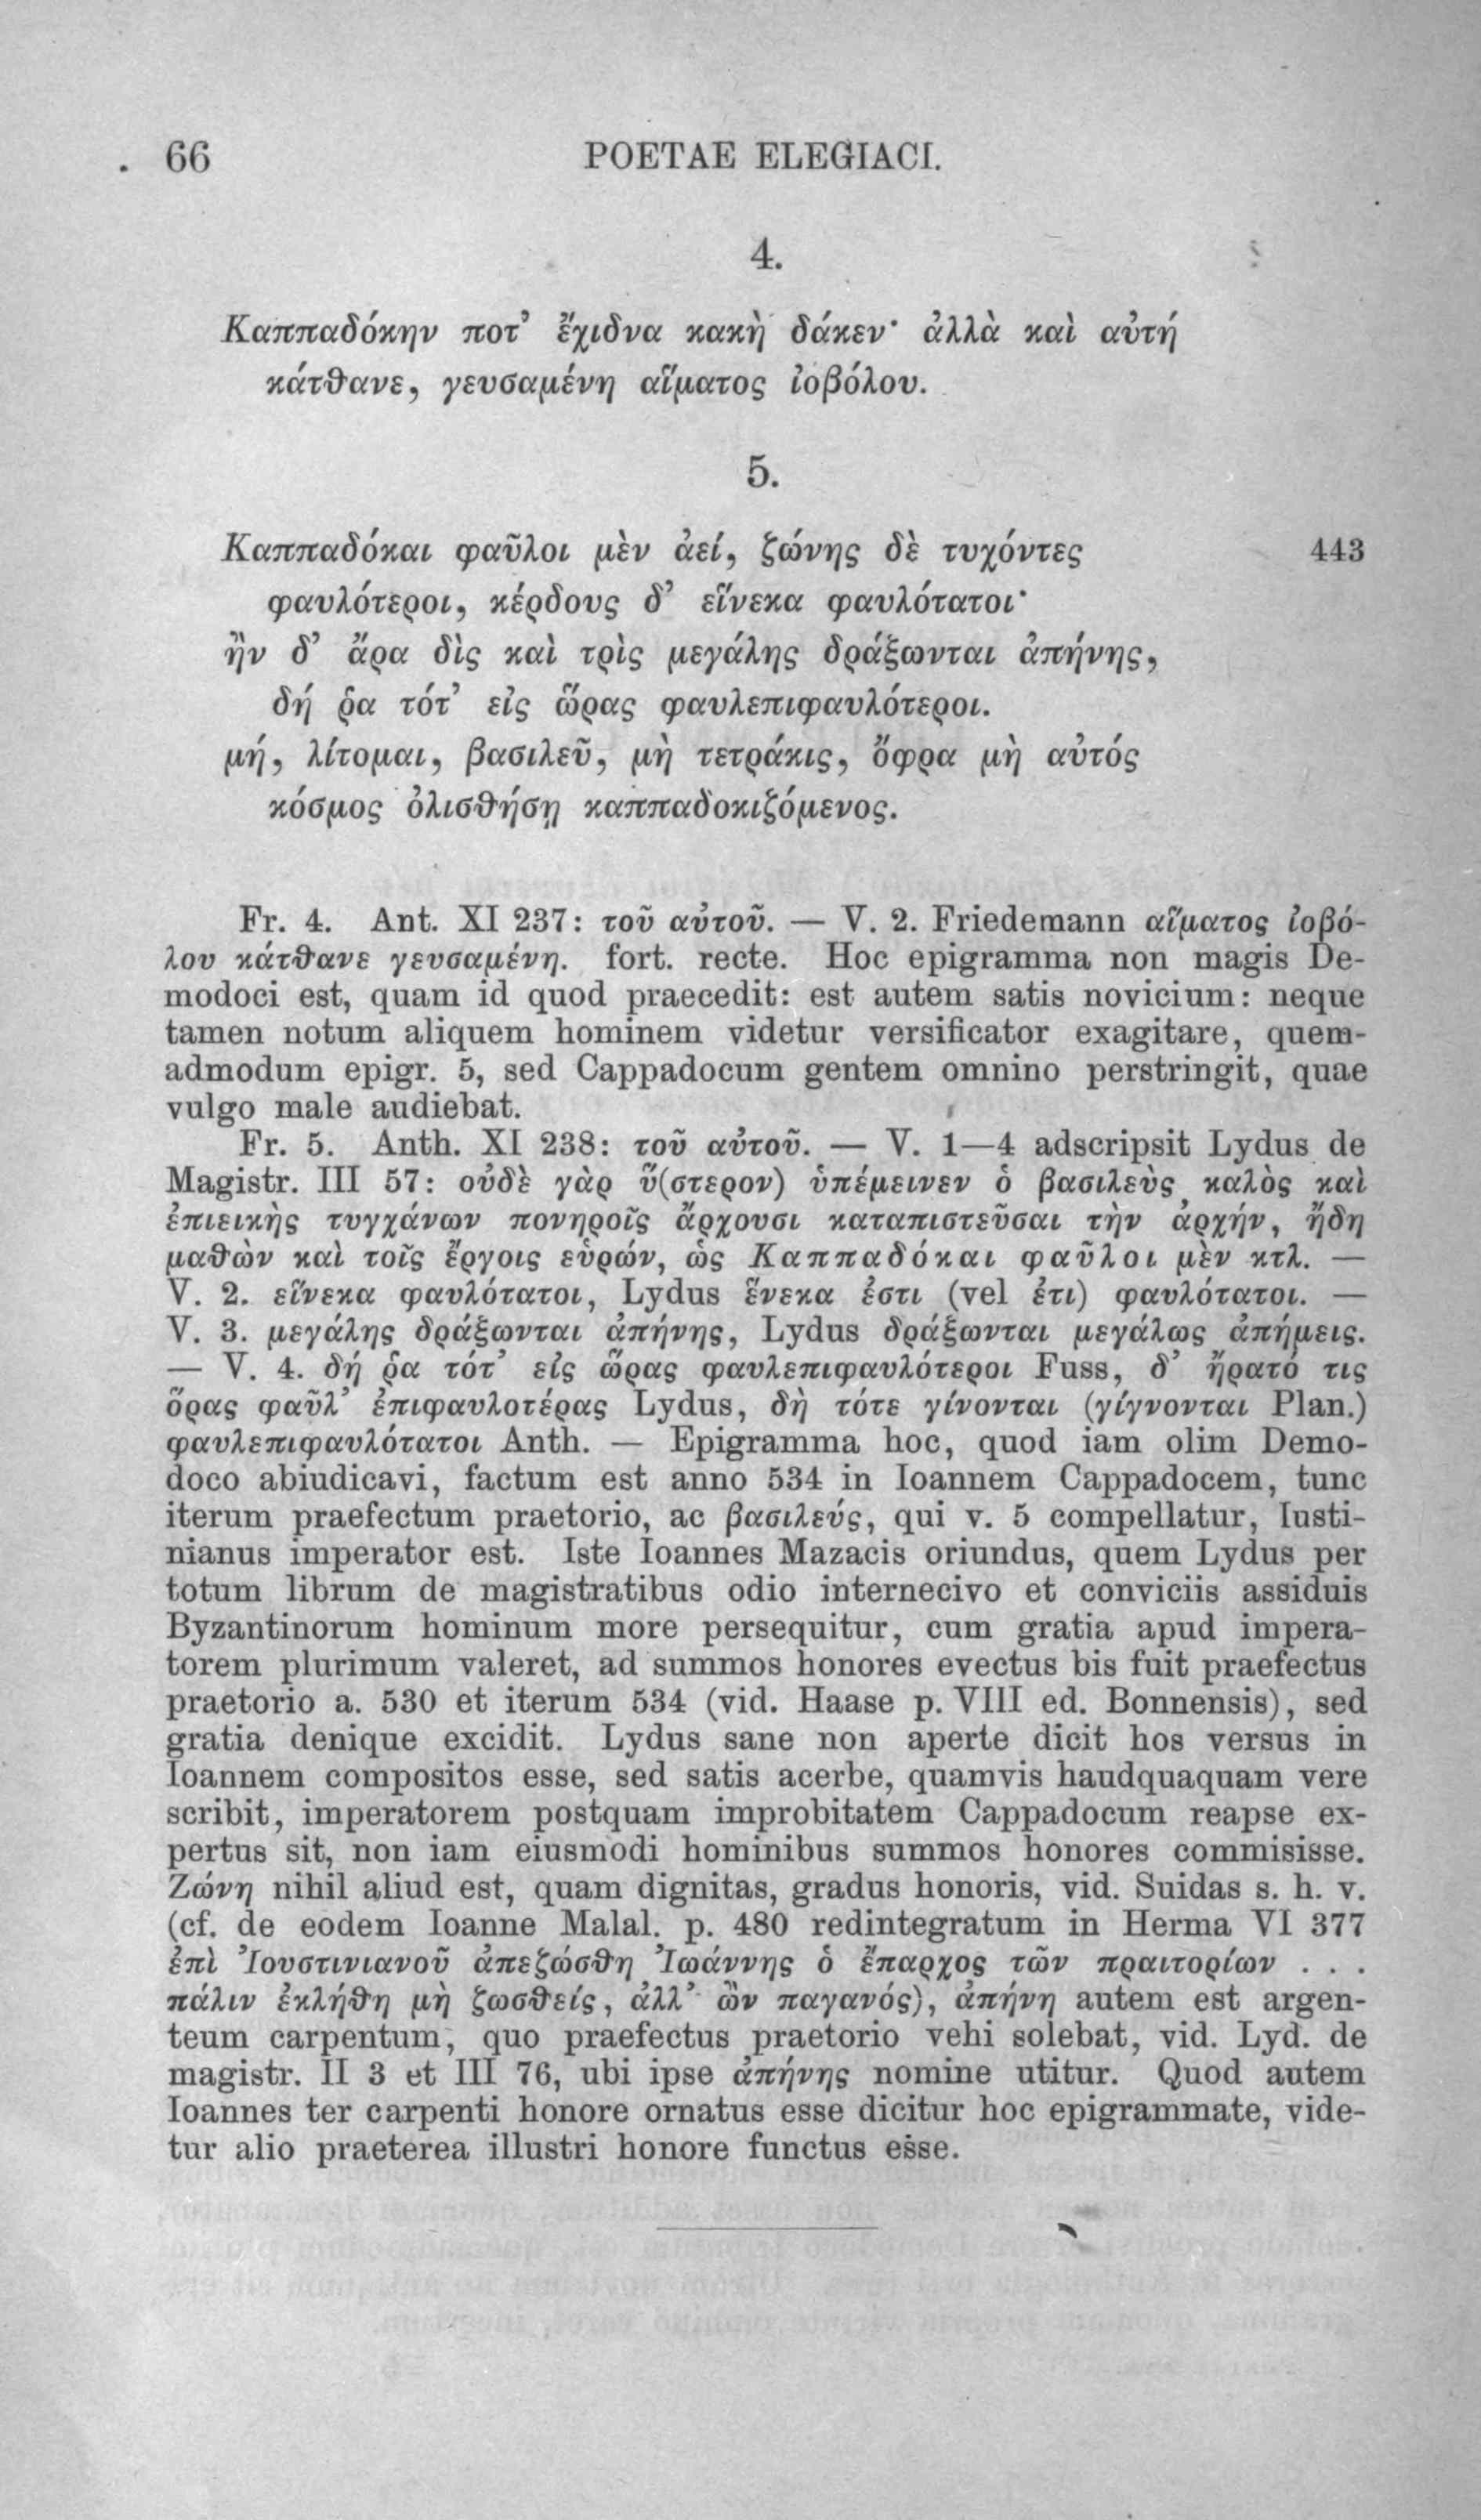 66 POETAE ELEGIACI.
4.
Καππαδόκην ποτ’ ἔχιδνα κακὴ δάκεν· ἀλλὰ καὶ αὐτή
κάτθανε, γευσαμένη αἵματος ἰοβόλου.
5.
Καππαδόκαι φαῦλοι μὲν ἀεί, ζώνης δὲ τυχόντες 443
φαυλότεροι, κέρδους δ’ εἵνεκα φαυλότατοι·
ἢν δ’ ἄρα δὶς καὶ τρὶς μεγάλης δράξωνται ἀπήνης,
δή ῥα τότ’ εἰς ὥρας φαυλεπιφαυλότεροι.
μή, λίτομαι, βασιλεῦ, μὴ τετράκις, ὄφρα μὴ αὐτός
κόσμος ὀλισθήσῃ καππαδοκιζόμενος.
Fr. 4. Ant. XI 237: τοῦ αὐτοῦ. — V. 2. Friedemann αἵματος ἰοβό-
λου κάτθανε γευσαμένη. fort. recte. Hoc epigramma non magis De-
modoci est, quam id quod praecedit: est autem satis novicium: neque
tamen notum aliquem hominem videtur versificator exagitare, quem-
admodum epigr. 5, sed Cappadocum gentem omnino perstringit, quae
vulgo male audiebat.
Fr. 5. Anth. XI 238: τοῦ αὐτοῦ. — V. 1—4 adscripsit Lydus de
Magistr. III 57: οὐδὲ γὰρ ὕ(στερον) ὑπέμεινεν ὁ βασιλεὺς καλὸς καὶ
ἐπιεικὴς τυγχάνων πονηροῖς ἄρχουσι καταπιστεῦσαι τὴν ἀρχήν, ἤδη
μαθὼν καὶ τοῖς ἔργοις εὑρών, ὡς Καππαδόκαι φαῦλοι μὲν κτλ. —
V. 2. εἵνεκα φαυλότατοι, Lydus ἕνεκα ἐστι (vel ἐτι) φαυλότατοι. —
V. 3. μεγάλης δράξωνται ἀπήνης, Lydus δράξωνται μεγάλως ἀπήμεις.
— V. 4. δή ῥα τότ’ εἰς ὥρας φαυλεπιφαυλότεροι Fuss, δ’ ἤρατό τις
ὅρας φαῦλ’ ἐπιφαυλοτέρας Lydus, δὴ τότε γίνονται (γίγνονται Plan.)
φαυλεπιφαυλότατοι Anth. — Epigramma hoc, quod iam olim Demo-
doco abiudicavi, factum est anno 534 in Ioannem Cappadocem, tunc
iterum praefectum praetorio, ac βασιλεύς, qui v. 5 compellatur, Iusti-
nianus imperator est. Iste Ioannes Mazacis oriundus, quem Lydus per
totum librum de magistratibus odio internecivo et conviciis assiduis
Byzantinorum hominum more persequitur, cum gratia apud impera-
torem plurimum valeret, ad summos honores evectus bis fuit praefectus
praetorio a. 530 et iterum 534 (vid. Haase p. VIII ed. Bonnensis), sed
gratia denique excidit. Lydus sane non aperte dicit hos versus in
Ioannem compositos esse, sed satis acerbe, quamvis haudquaquam vere
scribit, imperatorem postquam improbitatem Cappadocum reapse ex-
pertus sit, non iam eiusmodi hominibus summos honores commisisse.
Ζώνη nihil aliud est, quam dignitas, gradus honoris, vid. Suidas s. h. v.
(cf. de eodem Ioanne Malal. p. 480 redintegratum in Herma VI 377
ἐπὶ Ἰουστινιανοῦ ἀπεζώσθη Ἰωάννης ὁ ἔπαρχος τῶν πραιτορίων . . .
πάλιν ἐκλήθη μὴ ζωσθείς, ἀλλ’ ὢν παγανός), ἀπήνη autem est argen-
teum carpentum, quo praefectus praetorio vehi solebat, vid. Lyd. de
magistr. II 3 et III 76, ubi ipse ἀπήνης nomine utitur. Quod autem
Ioannes ter carpenti honore ornatus esse dicitur hoc epigrammate, vide-
tur alio praeterea illustri honore functus esse.